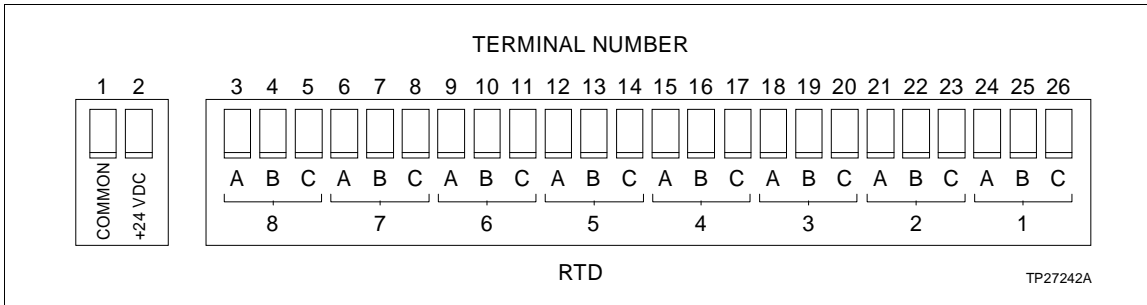 TERMINAL NUMBER
1 2 3 4 5 6 7 8 9 10 11 12 13 14 15 16 17 18 19 20 21 22 23 24 25 26
COMMON
+24 VDC
A B C A B C A B C A B C A B C A B C A B C A B C
8 7 6 5 4 3 2 1
RTD
TP27242A